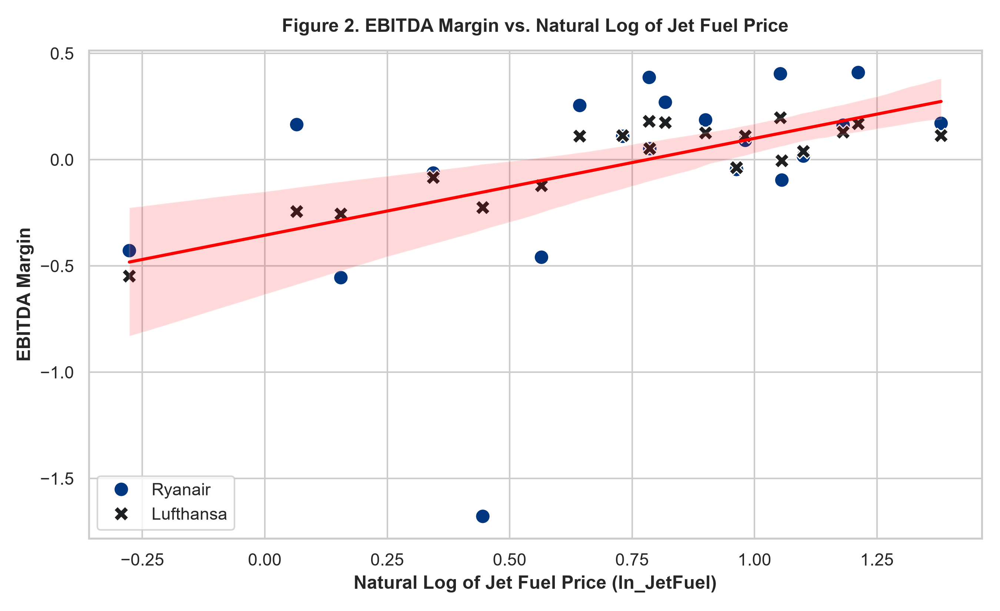 Figure 2. EBITDA Margin vs. Natural Log of Jet Fuel Price
EBITDA Margin
0.5
0.0
−0.5
−1.0
−1.5
Ryanair
Lufthansa
−0.25 0.00 0.25 0.50 0.75 1.00 1.25
Natural Log of Jet Fuel Price (ln_JetFuel)